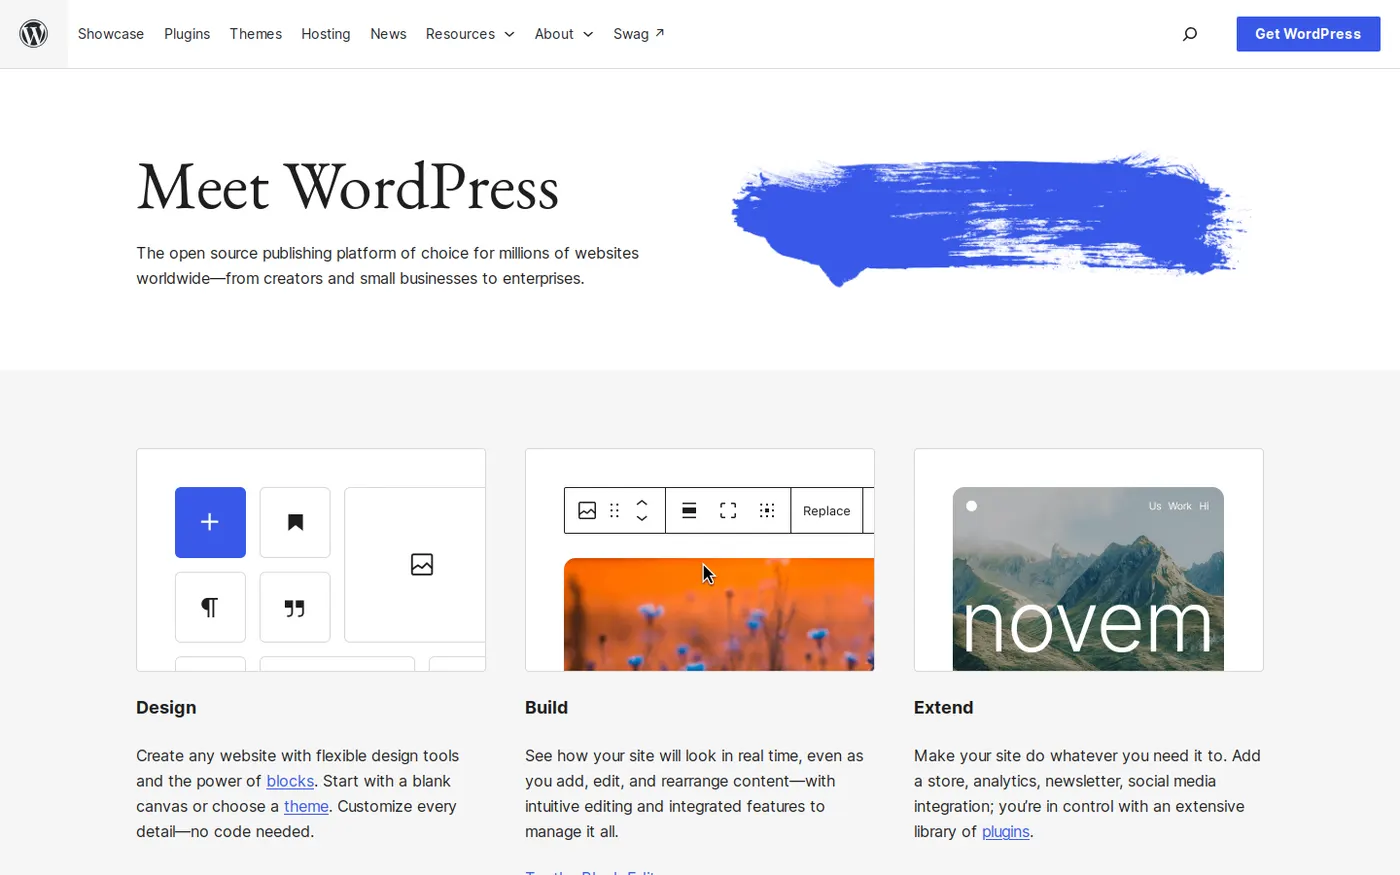 Showcase Plugins Themes Hosting News Resources About Swag ↗ Get WordPress
Meet WordPress
The open source publishing platform of choice for millions of websites
worldwide—from creators and small businesses to enterprises.
Replace
Us Work Hi
novem
Design
Create any website with flexible design tools
and the power of blocks. Start with a blank
canvas or choose a theme. Customize every
detail—no code needed.
Build
See how your site will look in real time, even as
you add, edit, and rearrange content—with
intuitive editing and integrated features to
manage it all.
Extend
Make your site do whatever you need it to. Add
a store, analytics, newsletter, social media
integration; you’re in control with an extensive
library of plugins.